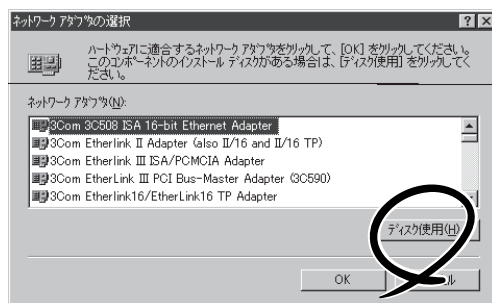 ネットワーク アダプタの選択
ハードウェアに適合するネットワーク アダプタをクリックして、[OK] をクリックしてください。
このコンポーネントのインストール ディスクがある場合は、[ディスク使用] をクリックしてく
ださい。
ネットワーク アダプタ(N):
3Com 3C508 ISA 16-bit Ethernet Adapter
3Com Etherlink II Adapter (also II/16 and II/16 TP)
3Com Etherlink III ISA/PCMCIA Adapter
3Com EtherLink III PCI Bus-Master Adapter (3C590)
3Com Etherlink16/EtherLink16 TP Adapter
ディスク使用(H)
OK